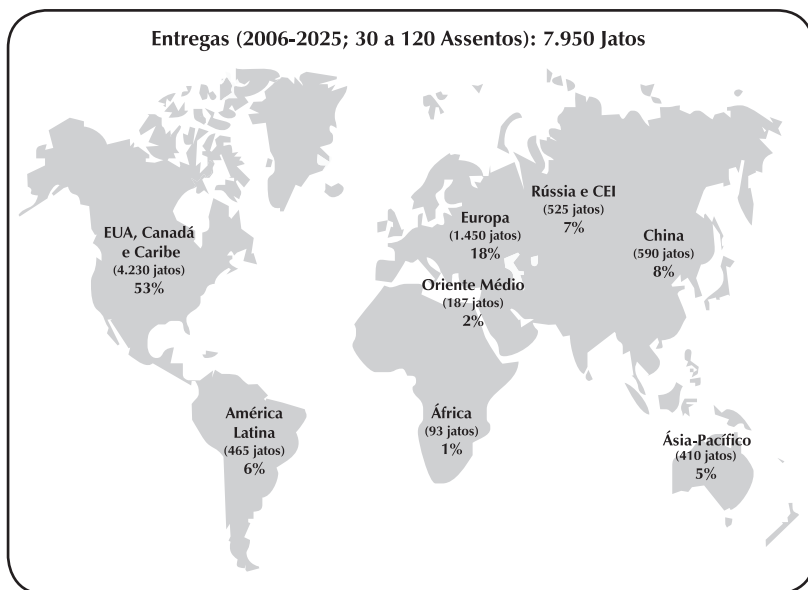 Entregas (2006-2025; 30 a 120 Assentos): 7.950 Jatos
EUA, Canadá
e Caribe
(4.230 jatos)
53%
Europa
(1.450 jatos)
18%
Rússia e CEI
(525 jatos)
7%
China
(590 jatos)
8%
Oriente Médio
(187 jatos)
2%
América
Latina
(465 jatos)
6%
África
(93 jatos)
1%
Ásia-Pacífico
(410 jatos)
5%